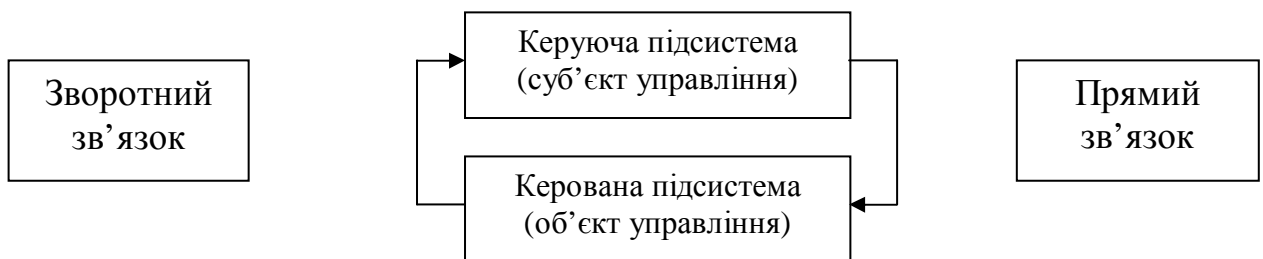 Керуюча підсистема
(суб’єкт управління)
Зворотний
зв’язок
Прямий
зв’язок
Керована підсистема
(об’єкт управління)